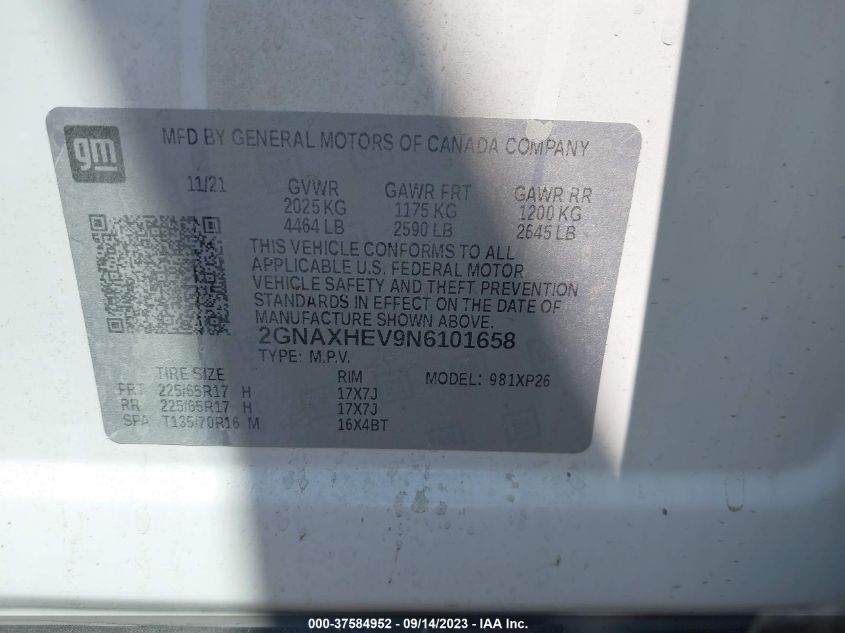 gm
MFD BY GENERAL MOTORS OF CANADA COMPANY
11/21 GVWR GAWR FRT GAWR RR
2025 KG 1175 KG 1200 KG
4464 LB 2590 LB 2645 LB
THIS VEHICLE CONFORMS TO ALL
APPLICABLE U.S. FEDERAL MOTOR
VEHICLE SAFETY AND THEFT PREVENTION
STANDARDS IN EFFECT ON THE DATE OF
MANUFACTURE SHOWN ABOVE.
2GNAXHEV9N6101658
TYPE: M.P.V.
TIRE SIZE RIM MODEL: 981XP26
FRT 225/65R17 H 17X7J
RR 225/65R17 H 17X7J
SPA T135/70R16 M 16X4BT
000-37584952 - 09/14/2023 - IAA Inc.